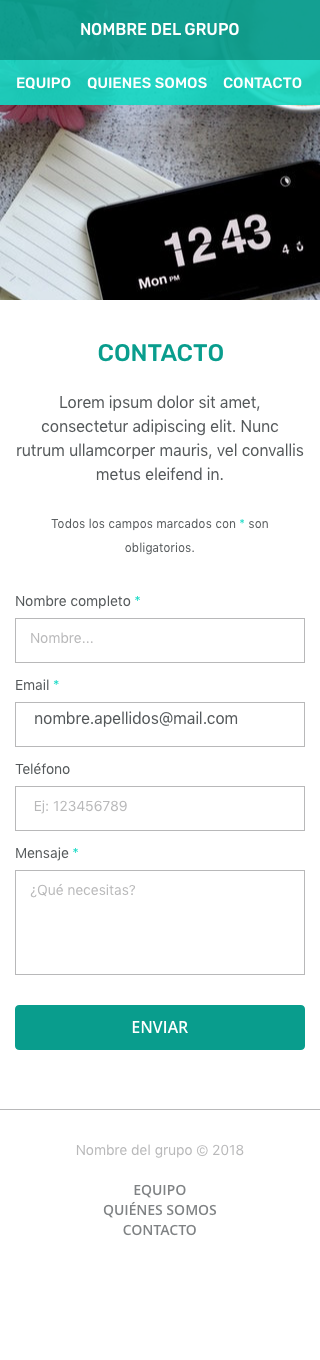 NOMBRE DEL GRUPO
EQUIPO QUIENES SOMOS CONTACTO
12 43
Mon PM
CONTACTO
Lorem ipsum dolor sit amet,
consectetur adipiscing elit. Nunc
rutrum ullamcorper mauris, vel convallis
metus eleifend in.
Todos los campos marcados con * son
obligatorios.
Nombre completo *
Nombre...
Email *
nombre.apellidos@mail.com
Teléfono
Ej: 123456789
Mensaje *
¿Qué necesitas?
ENVIAR
Nombre del grupo © 2018
EQUIPO
QUIÉNES SOMOS
CONTACTO